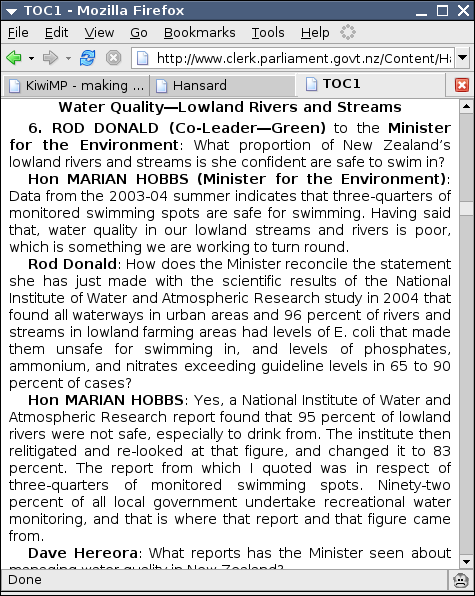 TOC1 - Mozilla Firefox
File Edit View Go Bookmarks Tools Help
http://www.clerk.parliament.govt.nz/Content/Ha
KiwiMP - making ... Hansard TOC1
Water Quality—Lowland Rivers and Streams
6. ROD DONALD (Co-Leader—Green) to the Minister
for the Environment: What proportion of New Zealand’s
lowland rivers and streams is she confident are safe to swim in?
Hon MARIAN HOBBS (Minister for the Environment):
Data from the 2003-04 summer indicates that three-quarters of
monitored swimming spots are safe for swimming. Having said
that, water quality in our lowland streams and rivers is poor,
which is something we are working to turn round.
Rod Donald: How does the Minister reconcile the statement
she has just made with the scientific results of the National
Institute of Water and Atmospheric Research study in 2004 that
found all waterways in urban areas and 96 percent of rivers and
streams in lowland farming areas had levels of E. coli that made
them unsafe for swimming in, and levels of phosphates,
ammonium, and nitrates exceeding guideline levels in 65 to 90
percent of cases?
Hon MARIAN HOBBS: Yes, a National Institute of Water and
Atmospheric Research report found that 95 percent of lowland
rivers were not safe, especially to drink from. The institute then
relitigated and re-looked at that figure, and changed it to 83
percent. The report from which I quoted was in respect of
three-quarters of monitored swimming spots. Ninety-two
percent of all local government undertake recreational water
monitoring, and that is where that report and that figure came
from.
Dave Hereora: What reports has the Minister seen about
managing water quality in New Zealand?
Done